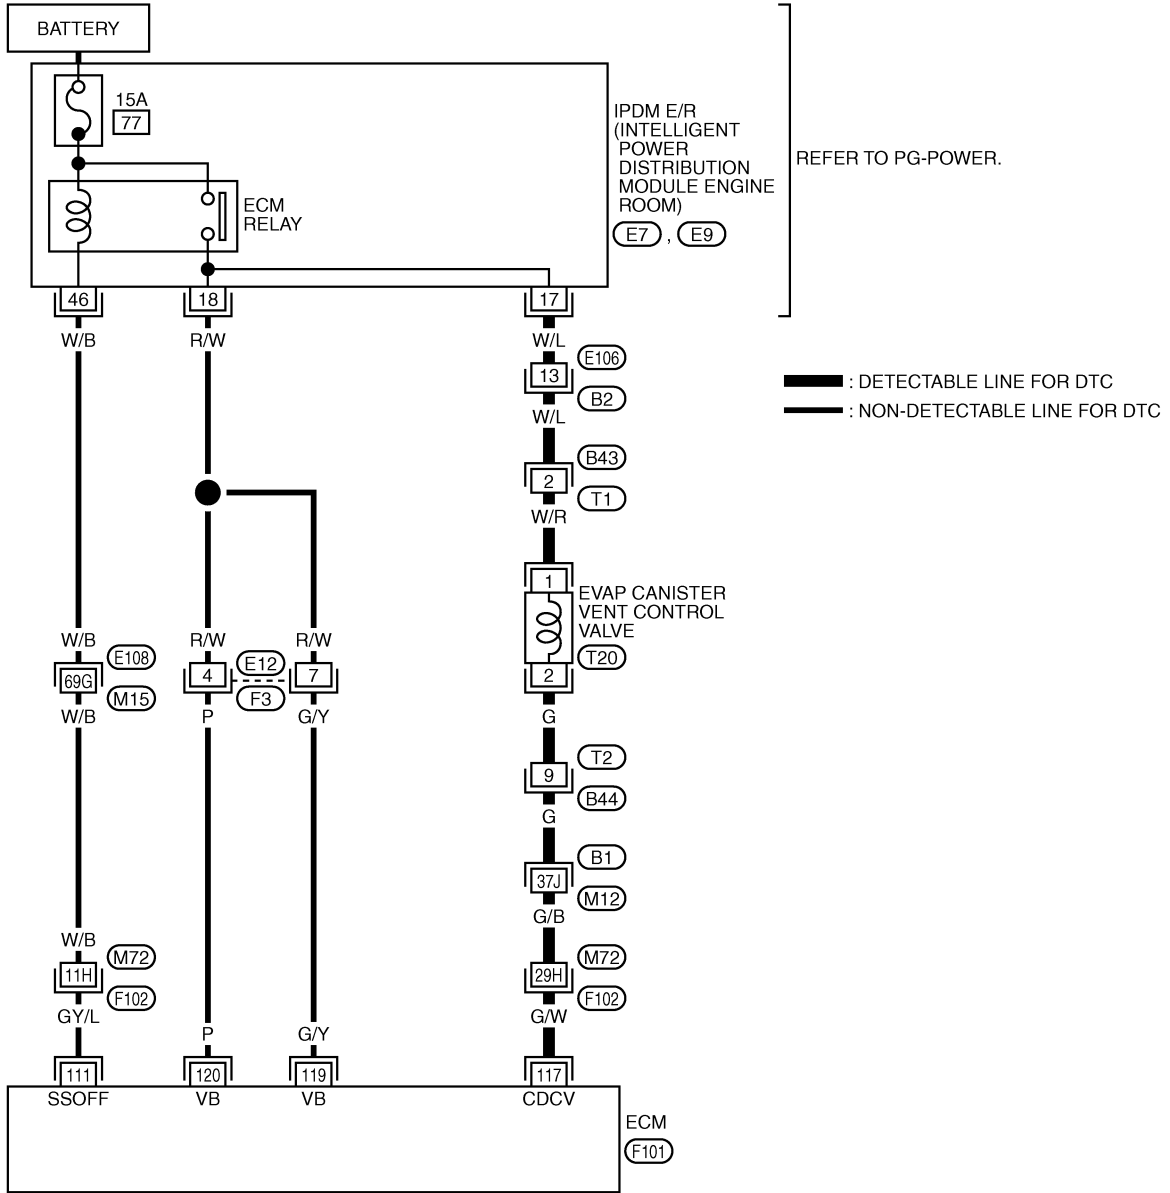 BATTERY
15A
77
IPDM E/R
(INTELLIGENT
POWER
DISTRIBUTION
MODULE ENGINE
ROOM)
E7 , E9
REFER TO PG-POWER.
ECM
RELAY
46 18 17
W/B R/W W/L
E106
13
B2
: DETECTABLE LINE FOR DTC
: NON-DETECTABLE LINE FOR DTC
W/L
B43
2
T1
W/R
1
EVAP CANISTER
VENT CONTROL
VALVE
T20
2
W/B R/W R/W
E108
69G
M15
4 E12 7
F3
W/B P G/Y G
T2
9
B44
G
B1
37J
M12
G/B
W/B
M72
11H
F102
M72
29H
F102
GY/L G/W
P G/Y
111 120 119 117
SSOFF VB VB CDCV
ECM
F101